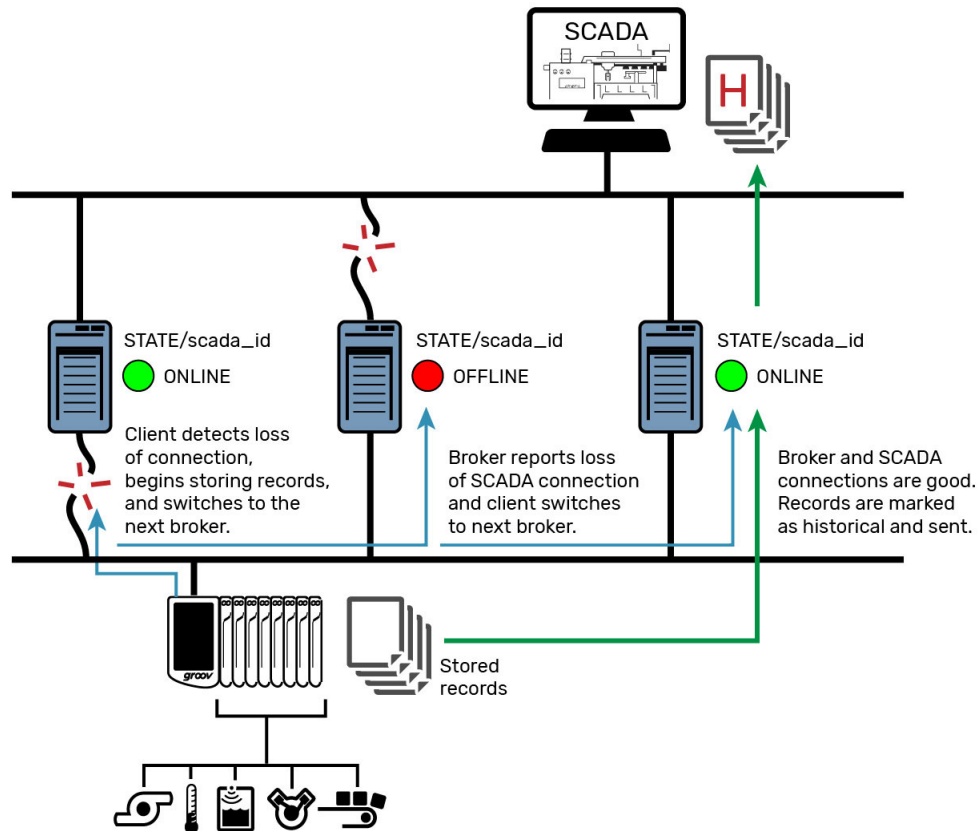 SCADA
H
STATE/scada_id
ONLINE
STATE/scada_id
OFFLINE
STATE/scada_id
ONLINE
Client detects loss
of connection,
begins storing records,
and switches to the
next broker.
Broker reports loss
of SCADA connection
and client switches
to next broker.
Broker and SCADA
connections are good.
Records are marked
as historical and sent.
groov
Stored
records